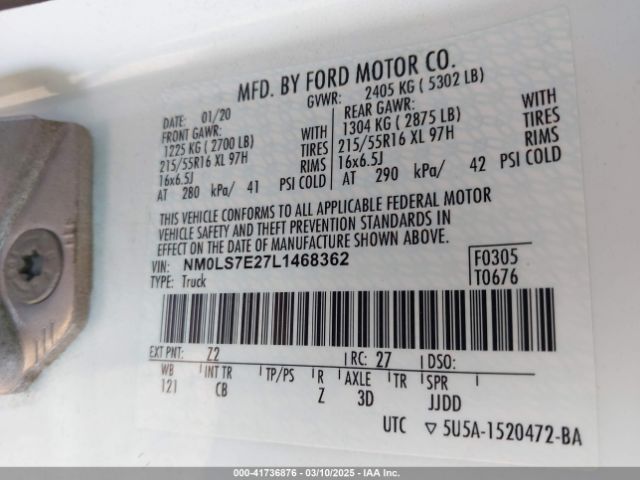 MFD. BY FORD MOTOR CO.
DATE: 01/20 GVWR: 2405 KG ( 5302 LB)
FRONT GAWR: REAR GAWR:
1225 KG ( 2700 LB) WITH 1304 KG ( 2875 LB) WITH
215/55R16 XL 97H TIRES 215/55R16 XL 97H TIRES
16x6.5J RIMS 16x6.5J RIMS
AT 280 kPa/ 41 PSI COLD AT 290 kPa/ 42 PSI COLD
THIS VEHICLE CONFORMS TO ALL APPLICABLE FEDERAL MOTOR
VEHICLE SAFETY AND THEFT PREVENTION STANDARDS IN
EFFECT ON THE DATE OF MANUFACTURE SHOWN ABOVE.
VIN: NM0LS7E27L1468362 F0305
TYPE: Truck T0676
EXT PNT: Z2 RC: 27 DSO:
WB INT TR TP/PS R AXLE TR SPR
121 CB Z 3D JJDD
UTC ▽ 5U5A-1520472-BA
000-41736876 / 03/10/2025 - IAA, Inc.